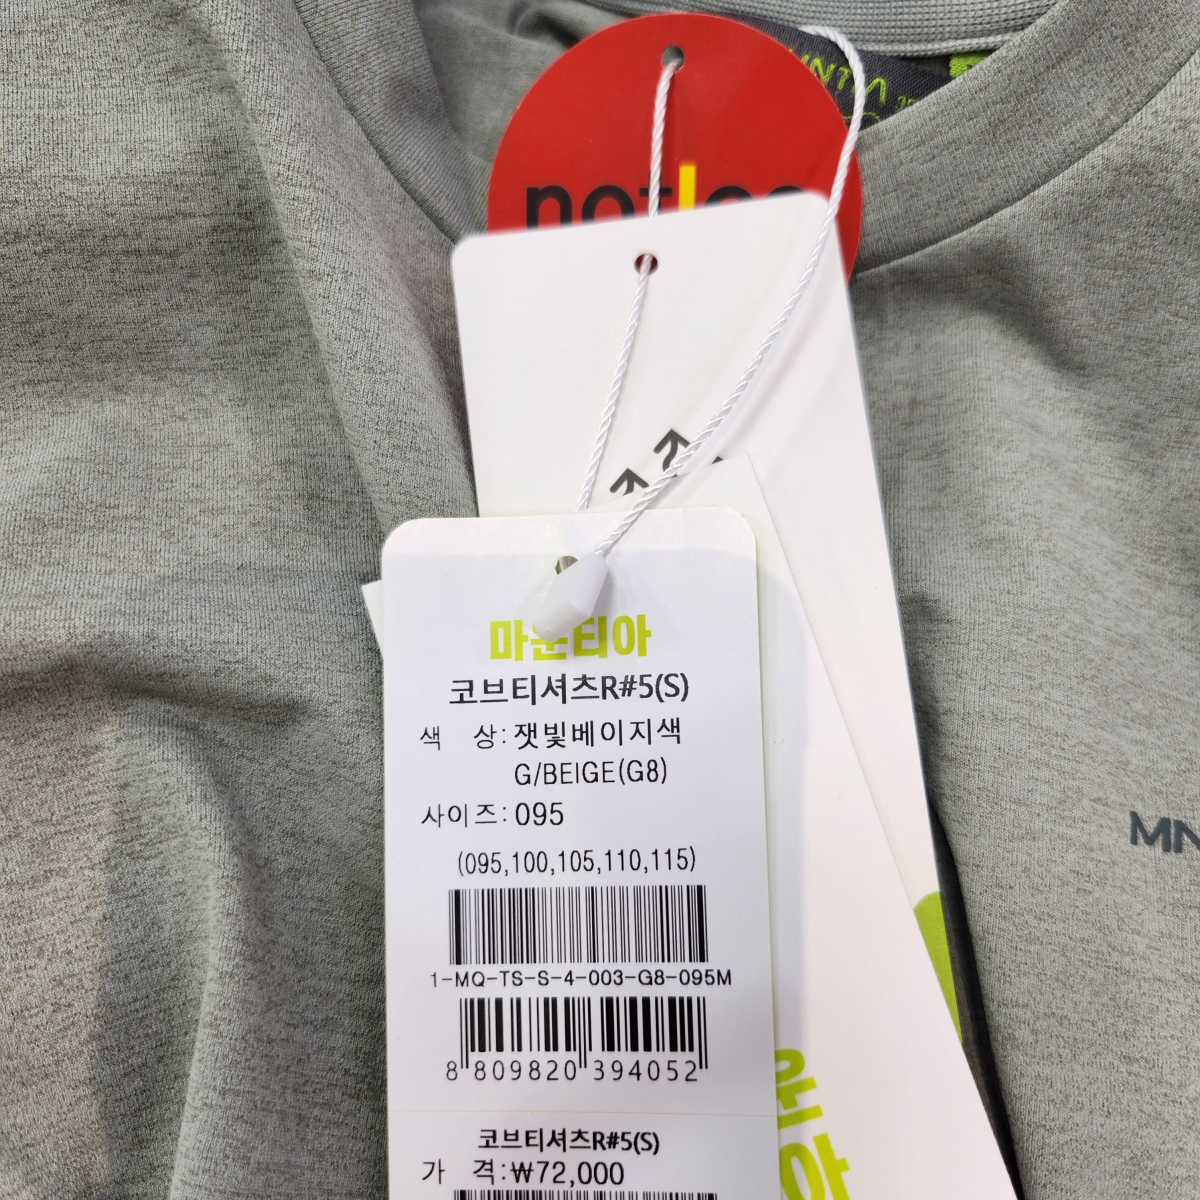 마운티아
코브티셔츠R#5(S)
색 상:잿빛베이지색
G/BEIGE(G8)
사이즈:095
(095,100,105,110,115)
1-MQ-TS-S-4-003-G8-095M
8 809820 394052
코브티셔츠R#5(S)
가 격:₩72,000